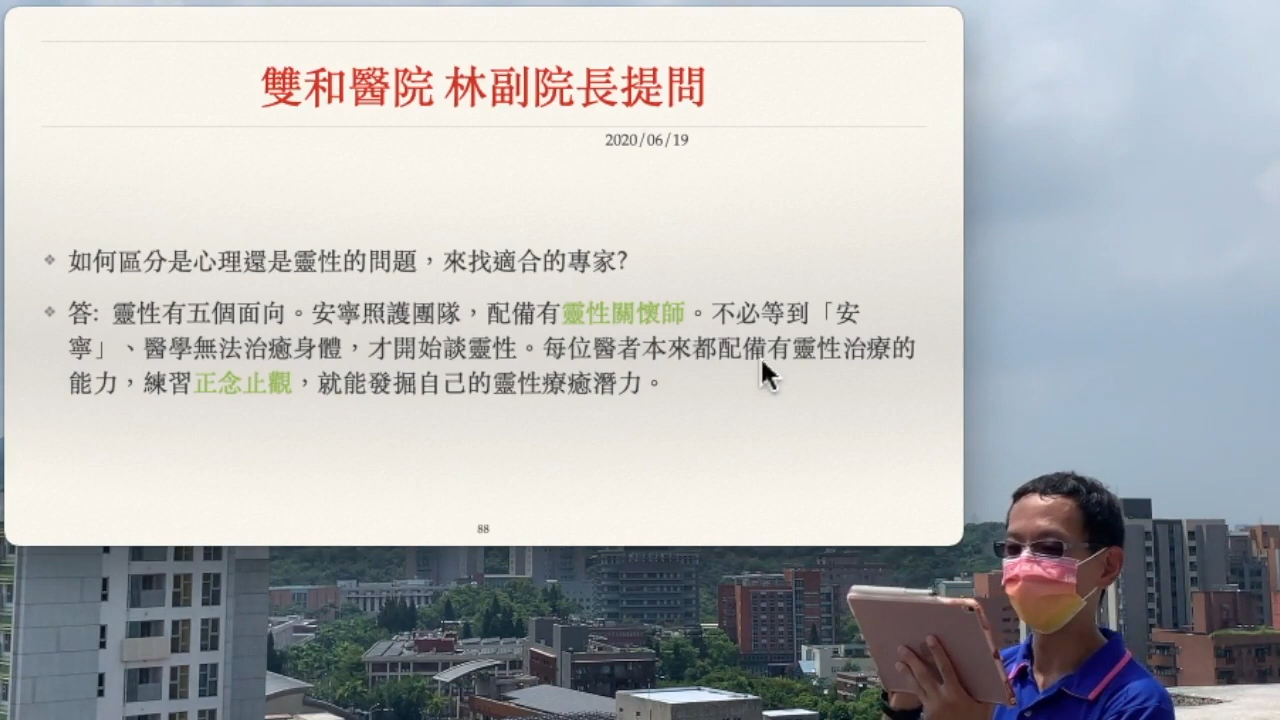 雙和醫院 林副院長提問
2020/06/19
如何區分是心理還是靈性的問題，來找適合的專家?
答: 靈性有五個面向。安寧照護團隊，配備有靈性關懷師。不必等到「安
寧」、醫學無法治癒身體，才開始談靈性。每位醫者本來都配備有靈性治療的
能力，練習正念止觀，就能發掘自己的靈性療癒潛力。
88